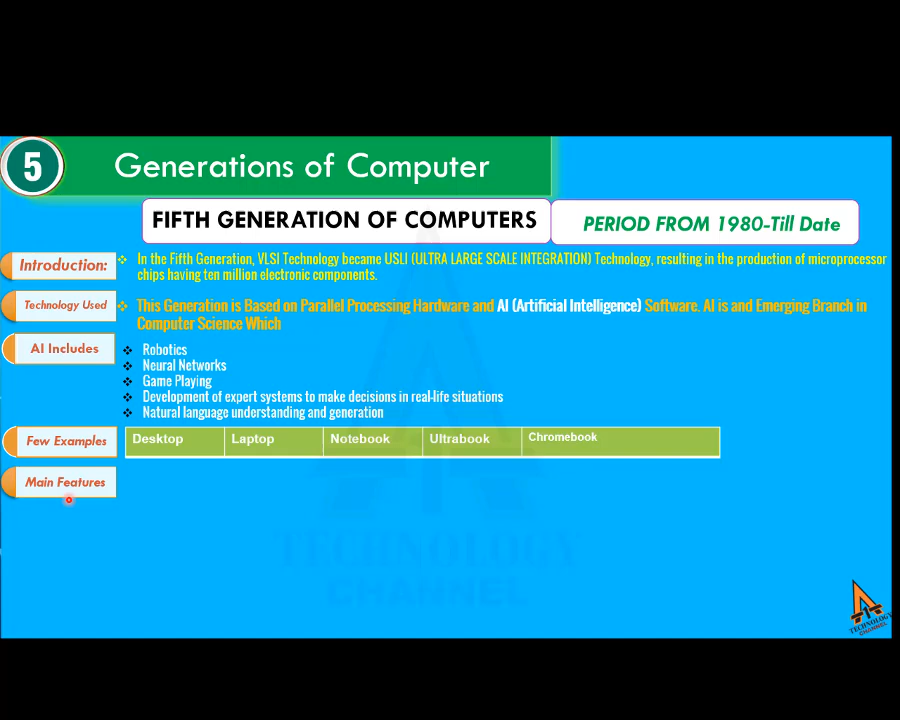 5
Generations of Computer
FIFTH GENERATION OF COMPUTERS
PERIOD FROM 1980-Till Date
Introduction:
In the Fifth Generation, VLSI Technology became USLI (ULTRA LARGE SCALE INTEGRATION) Technology, resulting in the production of microprocessor
chips having ten million electronic components.
Technology Used
This Generation is Based on Parallel Processing Hardware and AI (Artificial Intelligence) Software. AI is and Emerging Branch in
Computer Science Which
AI Includes
Robotics
Neural Networks
Game Playing
Development of expert systems to make decisions in real-life situations
Natural language understanding and generation
Few Examples
Desktop Laptop Notebook Ultrabook Chromebook
Main Features
TECHNOLOGY
CHANNEL
TECHNOLOGY
CHANNEL